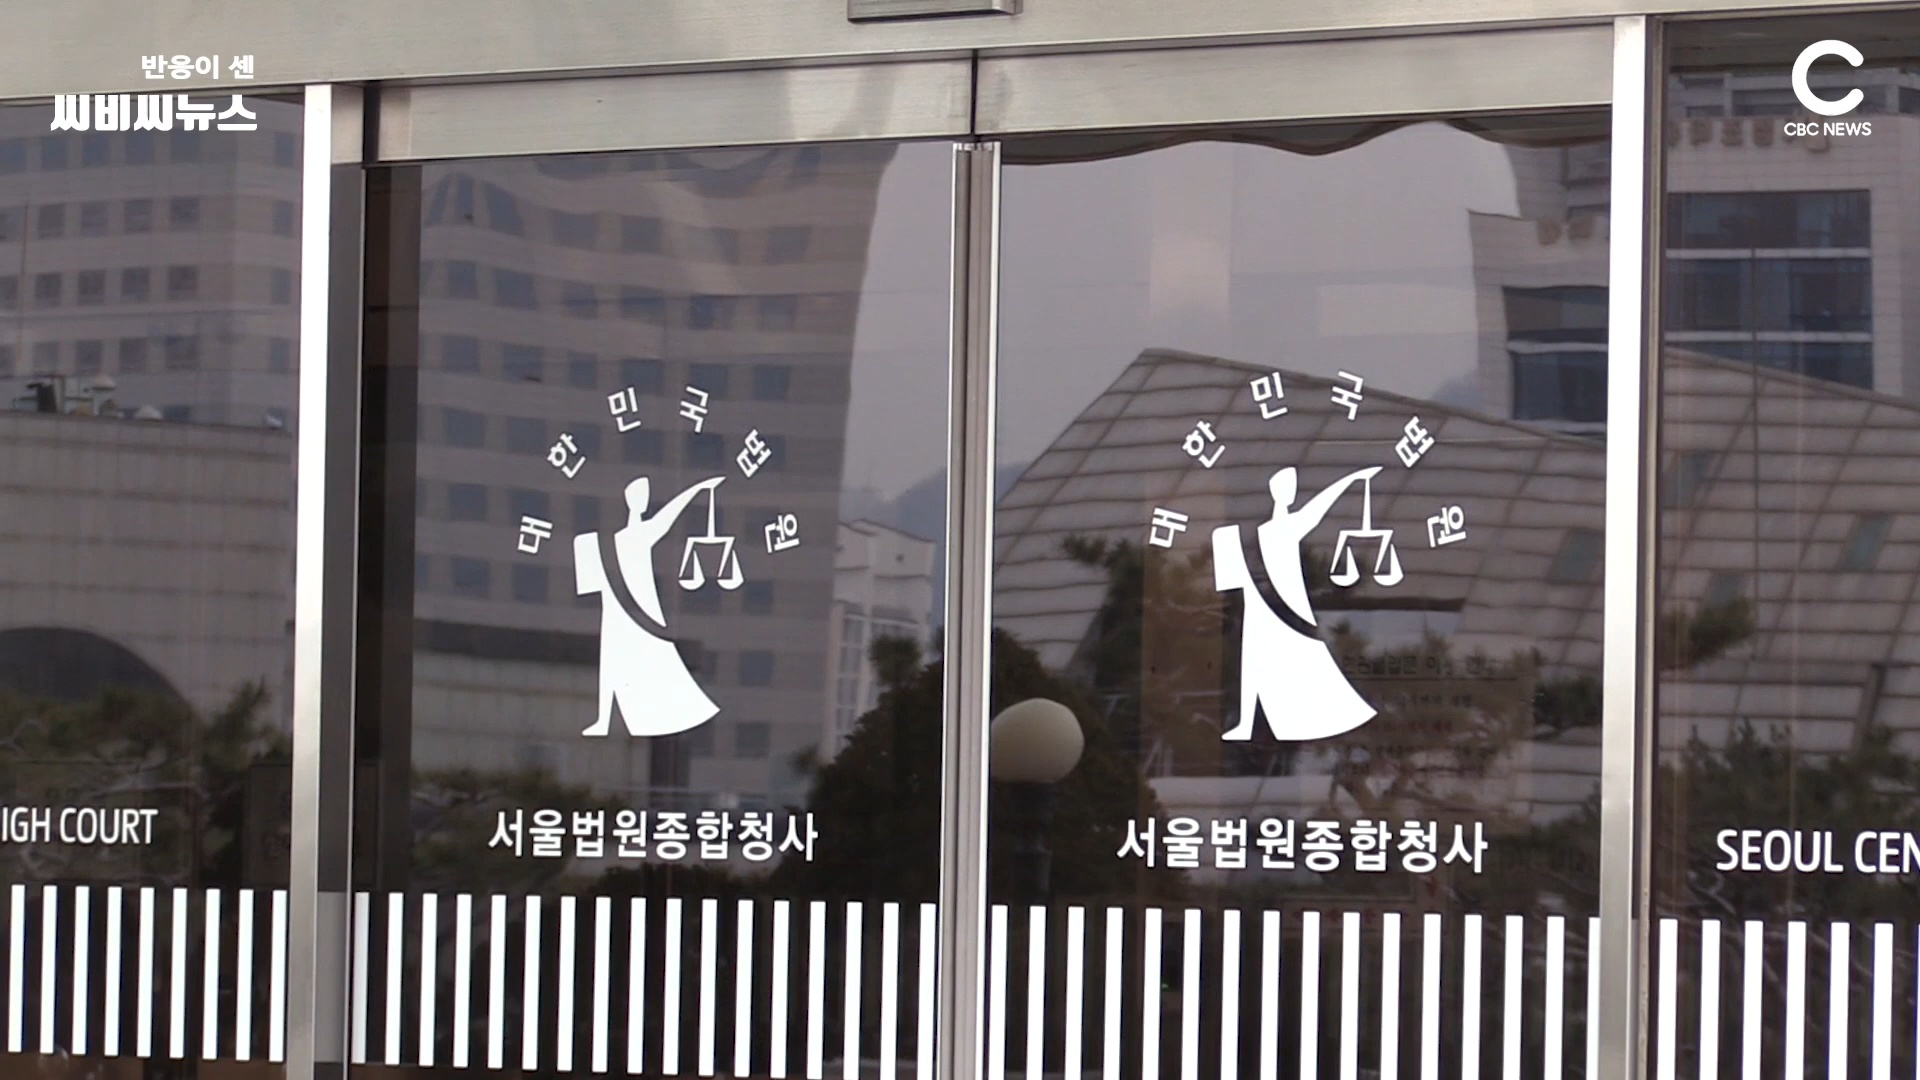 반응이 센
씨비씨뉴스
C
CBC NEWS
대한민국법원
대한민국법원
서울법원종합청사
서울법원종합청사
IGH COURT
SEOUL CEN